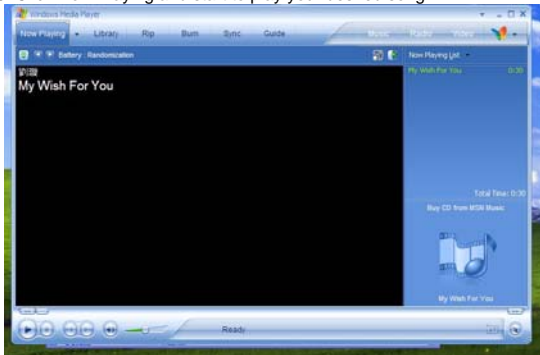 Windows Media Player
Now Playing Library Rip Burn Sync Guide Music Radio Video
Battery : Randomization
Now Playing List
My Wish For You
My Wish For You 0:30
Total Time: 0:30
Buy CD from MSN Music
My Wish For You
Ready